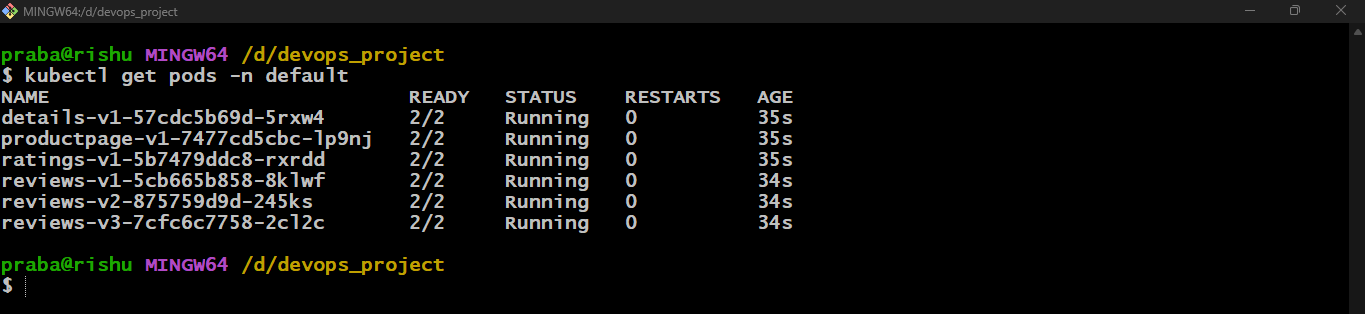 MINGW64:/d/devops_project
praba@rishu MINGW64 /d/devops_project
$ kubectl get pods -n default
NAME READY STATUS RESTARTS AGE
details-v1-57cdc5b69d-5rxw4 2/2 Running 0 35s
productpage-v1-7477cd5cbc-lp9nj 2/2 Running 0 35s
ratings-v1-5b7479ddc8-rxrdd 2/2 Running 0 35s
reviews-v1-5cb665b858-8klwf 2/2 Running 0 34s
reviews-v2-875759d9d-245ks 2/2 Running 0 34s
reviews-v3-7cfc6c7758-2cl2c 2/2 Running 0 34s
praba@rishu MINGW64 /d/devops_project
$